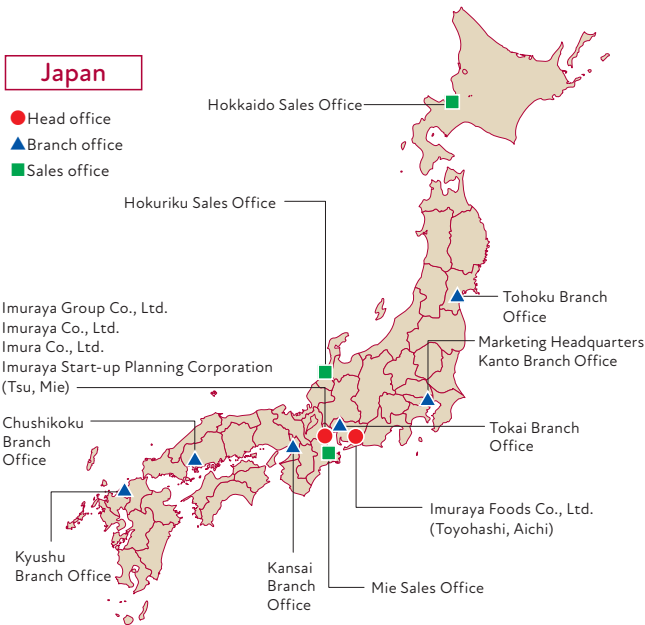 Japan
Head office
Branch office
Sales office
Hokkaido Sales Office
Hokuriku Sales Office
Imuraya Group Co., Ltd.
Imuraya Co., Ltd.
Imura Co., Ltd.
Imuraya Start-up Planning Corporation
(Tsu, Mie)
Tohoku Branch
Office
Marketing Headquarters
Kanto Branch Office
Chushikoku
Branch
Office
Tokai Branch
Office
Imuraya Foods Co., Ltd.
(Toyohashi, Aichi)
Kyushu
Branch Office
Kansai
Branch
Office
Mie Sales Office